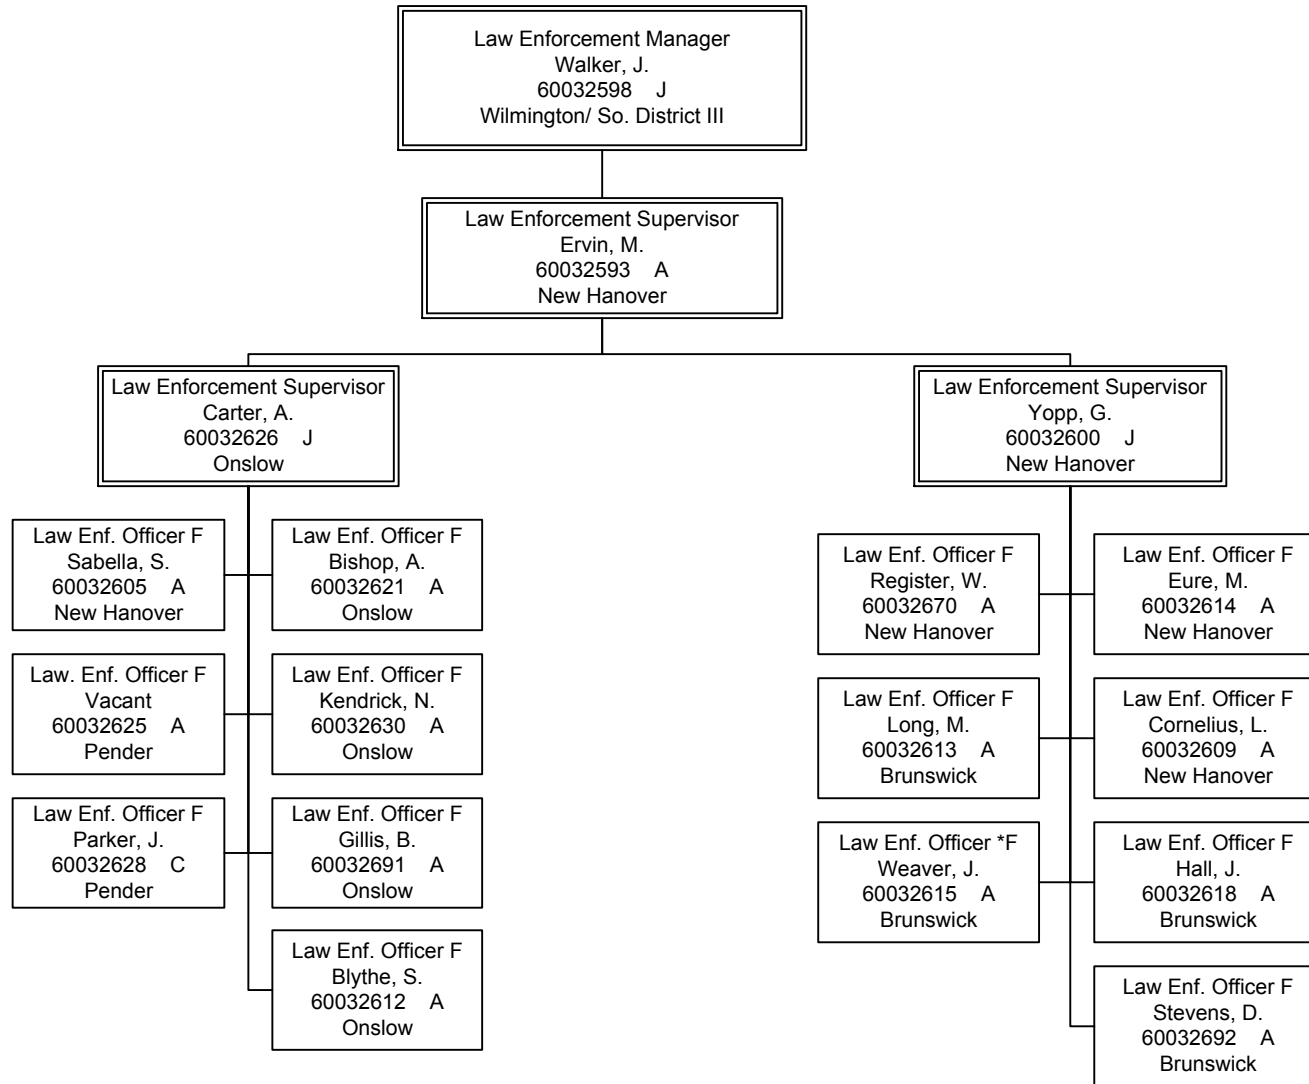 Law Enforcement Manager
Walker, J.
60032598 J
Wilmington/ So. District III
Law Enforcement Supervisor
Ervin, M.
60032593 A
New Hanover
Law Enforcement Supervisor
Carter, A.
60032626 J
Onslow
Law Enforcement Supervisor
Yopp, G.
60032600 J
New Hanover
Law Enf. Officer F
Sabella, S.
60032605 A
New Hanover
Law Enf. Officer F
Bishop, A.
60032621 A
Onslow
Law. Enf. Officer F
Vacant
60032625 A
Pender
Law Enf. Officer F
Kendrick, N.
60032630 A
Onslow
Law Enf. Officer F
Parker, J.
60032628 C
Pender
Law Enf. Officer F
Gillis, B.
60032691 A
Onslow
Law Enf. Officer F
Blythe, S.
60032612 A
Onslow
Law Enf. Officer F
Register, W.
60032670 A
New Hanover
Law Enf. Officer F
Eure, M.
60032614 A
New Hanover
Law Enf. Officer F
Long, M.
60032613 A
Brunswick
Law Enf. Officer F
Cornelius, L.
60032609 A
New Hanover
Law Enf. Officer *F
Weaver, J.
60032615 A
Brunswick
Law Enf. Officer F
Hall, J.
60032618 A
Brunswick
Law Enf. Officer F
Stevens, D.
60032692 A
Brunswick